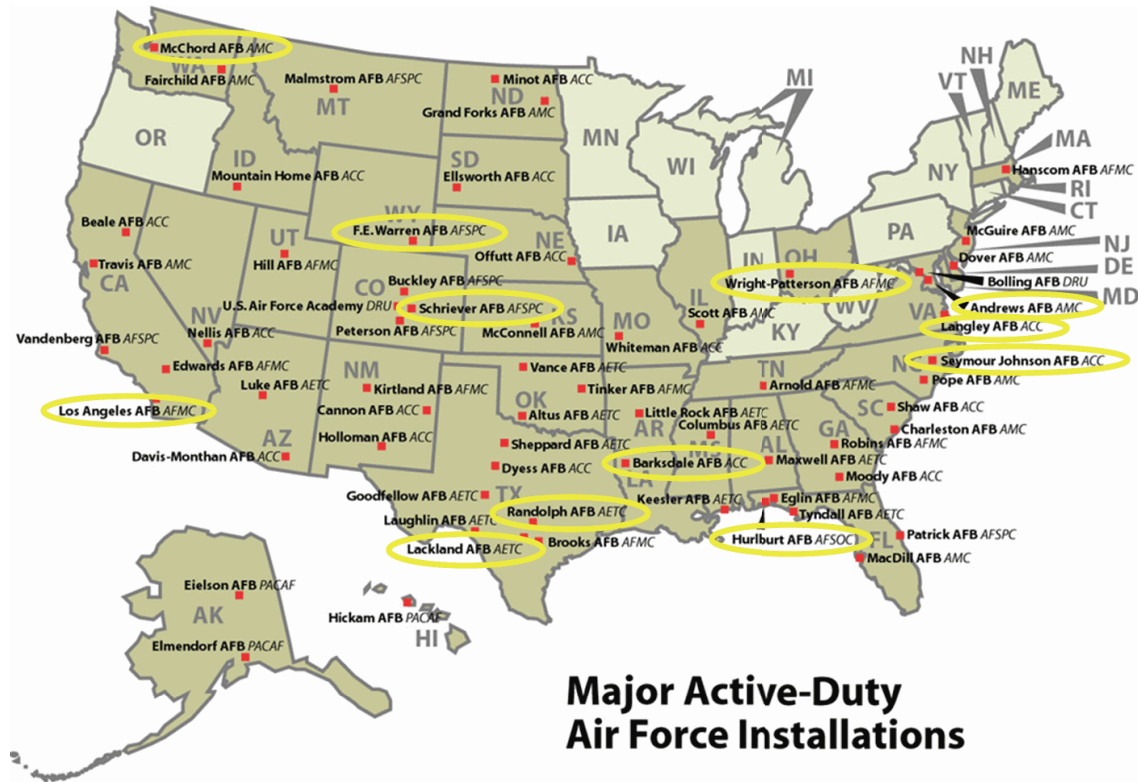 McChord AFB AMC
WA
Fairchild AFB AMC
Malmstrom AFB AFSPC
MT
Minot AFB ACC
ND
Grand Forks AFB AMC
MI
NH
VT
ME
OR
MN
WI
MA
NY
Hanscom AFB AFMC
RI
CT
ID
Mountain Home AFB ACC
SD
Ellsworth AFB ACC
WY
F.E.Warren AFB AFSPC
IA
PA
McGuire AFB AMC
NJ
Beale AFB ACC
UT
Hill AFB AFMC
NE
Offutt AFB ACC
Dover AFB AMC
DE
Travis AFB AMC
CA
CO
Buckley AFB AFSPC
IN
OH
Wright-Patterson AFB AFMC
Bolling DRU
MD
U.S. Air Force Academy DRU
Schriever AFB AFSPC
KS
IL
Scott AFB AMC
WV
VA
Andrews AFB AMC
NV
Nellis AFB ACC
Peterson AFB AFSPC
McConnell AFB AMC
MO
Whiteman AFB ACC
KY
Langley AFB ACC
Vandenberg AFB AFSPC
Edwards AFB AFMC
NM
Vance AFB AETC
TN
NC
Seymour Johnson AFB ACC
Luke AFB AETC
Kirtland AFB AFMC
Tinker AFB AFMC
Arnold AFB AFMC
Pope AFB AMC
Los Angeles AFB AFMC
Cannon AFB ACC
OK
Altus AFB AETC
Little Rock AFB AETC
AR
Columbus AFB AETC
SC
Shaw AFB ACC
AZ
Holloman AFB ACC
Sheppard AFB AETC
MS
AL
GA
Charleston AFB AMC
Robins AFB AFMC
Davis-Monthan AFB ACC
Dyess AFB ACC
Barksdale AFB ACC
LA
Maxwell AFB AETC
Moody AFB ACC
Goodfellow AFB AETC
TX
Randolph AFB AETC
Keesler AFB AETC
Eglin AFB AFMC
Tyndall AFB AETC
Laughlin AFB AETC
Lackland AFB AETC
Brooks AFB AFMC
Hurlburt AFB AFSOC
FL
Patrick AFB AFSPC
MacDill AFB AMC
Eielson AFB PACAF
AK
Elmendorf AFB PACAF
Hickam AFB PACAF
HI
Major Active-Duty
Air Force Installations